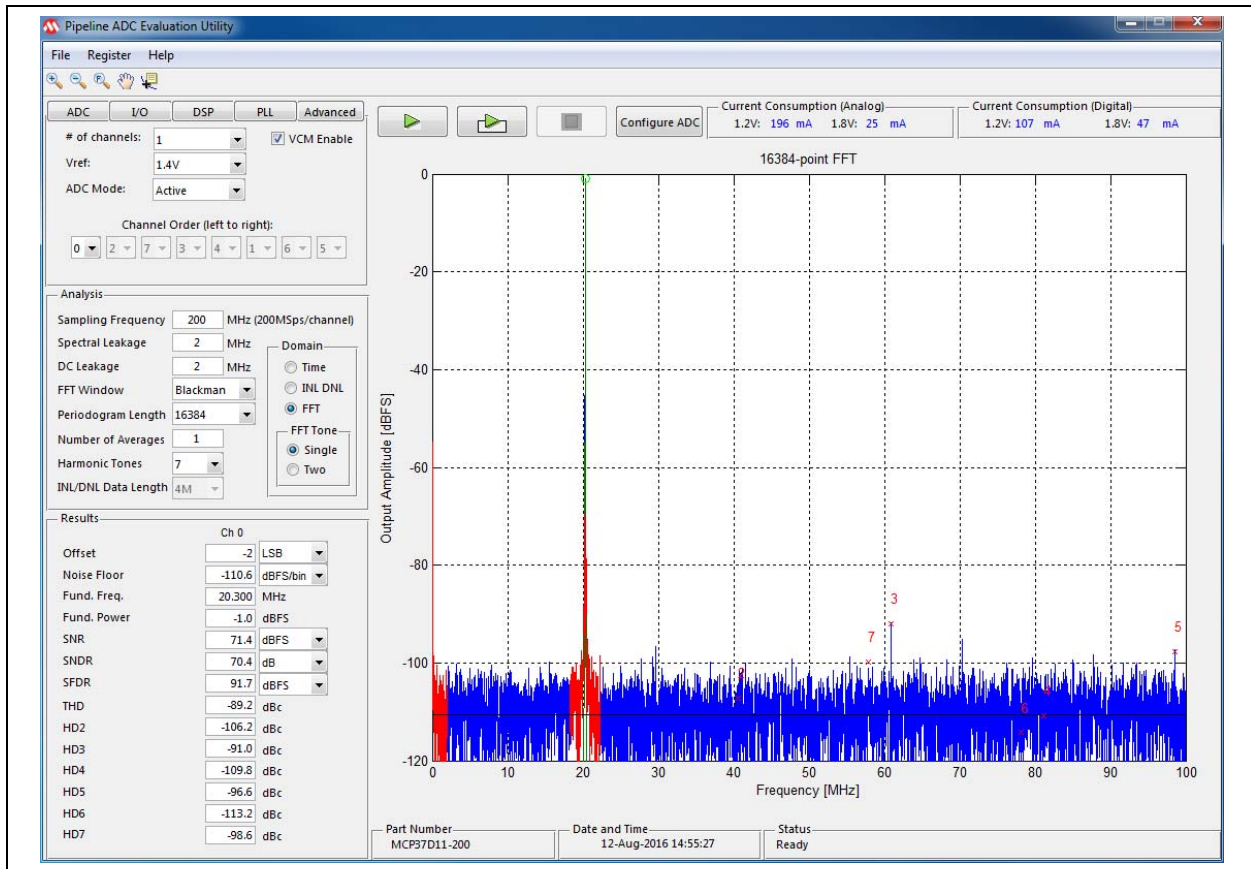 Pipeline ADC Evaluation Utility
File Register Help
ADC I/O DSP PLL Advanced
# of channels: 1 VCM Enable
Vref: 1.4V
ADC Mode: Active
Channel Order (left to right):
0 2 7 3 4 1 6 5
Analysis
Sampling Frequency 200 MHz (200MSps/channel)
Spectral Leakage 2 MHz
DC Leakage 2 MHz
FFT Window Blackman
Periodogram Length 16384
Number of Averages 1
Harmonic Tones 7
INL/DNL Data Length 4M
Domain
Time
INL DNL
FFT
FFT Tone
Single
Two
Results
Ch 0
Offset -2 LSB
Noise Floor -110.6 dBFS/bin
Fund. Freq. 20.300 MHz
Fund. Power -1.0 dBFS
SNR 71.4 dBFS
SNDR 70.4 dB
SFDR 91.7 dBFS
THD -89.2 dBc
HD2 -106.2 dBc
HD3 -91.0 dBc
HD4 -109.8 dBc
HD5 -96.6 dBc
HD6 -113.2 dBc
HD7 -98.6 dBc
Configure ADC
Current Consumption (Analog)
1.2V: 196 mA 1.8V: 25 mA
Current Consumption (Digital)
1.2V: 107 mA 1.8V: 47 mA
16384-point FFT
Output Amplitude [dBFS]
0
-20
-40
-60
-80
-100
-120
3
7
5
6
0 10 20 30 40 50 60 70 80 90 100
Frequency [MHz]
Part Number
MCP37D11-200
Date and Time
12-Aug-2016 14:55:27
Status
Ready